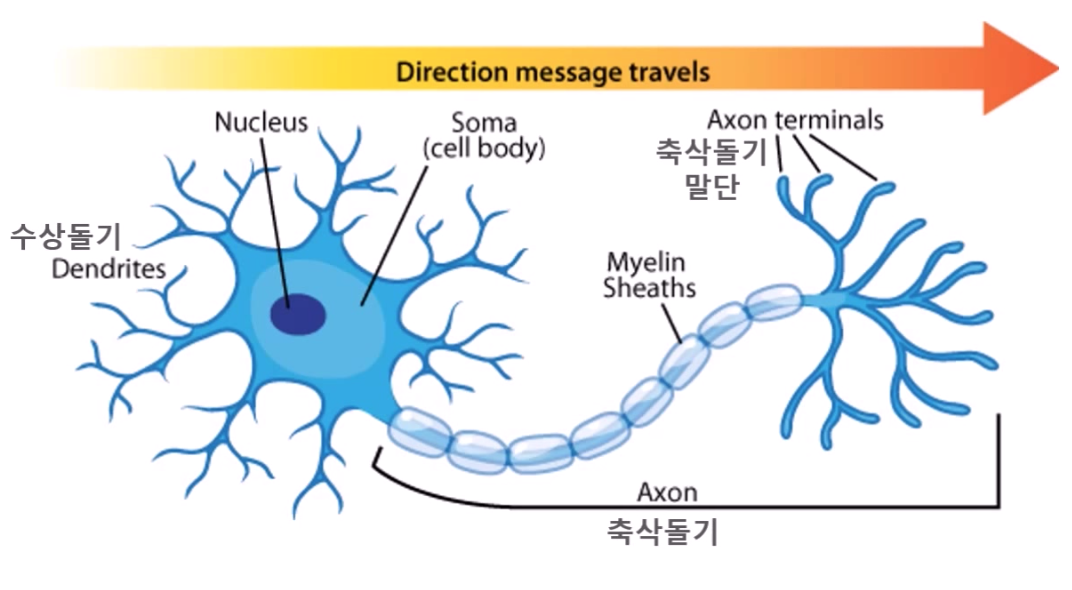 Direction message travels
Nucleus
Soma
(cell body)
Axon terminals
축삭돌기
말단
수상돌기
Dendrites
Myelin
Sheaths
Axon
축삭돌기